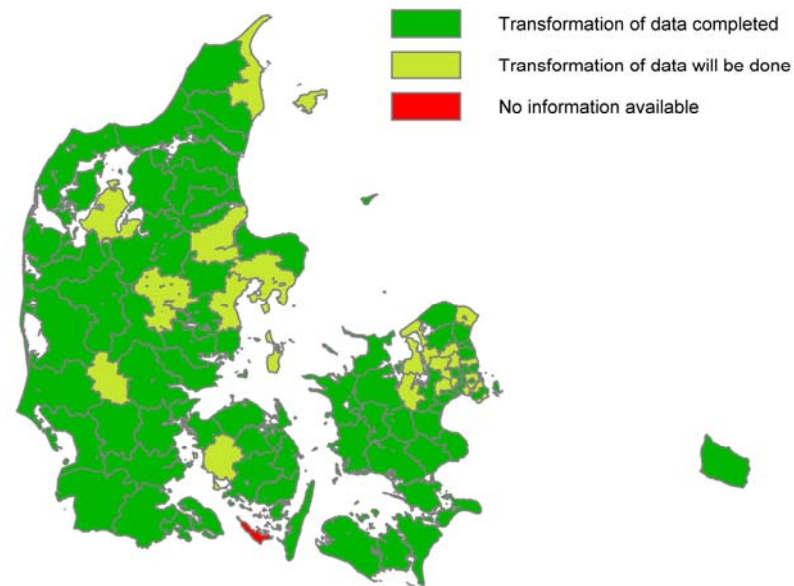 Transformation of data completed
Transformation of data will be done
No information available